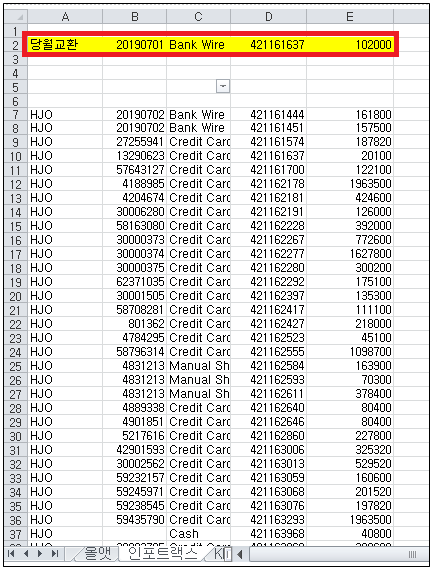 A B C D E
1
2 당월교환 20190701 Bank Wire 421161637 102000
3
4
5
6
7 HJO 20190702 Bank Wire 421161444 161800
8 HJO 20190702 Bank Wire 421161451 157500
9 HJO 27255941 Credit Card 421161574 187820
10 HJO 13290623 Credit Card 421161637 20100
11 HJO 57643127 Credit Card 421161700 122100
12 HJO 4188985 Credit Card 421162178 1963500
13 HJO 4204674 Credit Card 421162181 424600
14 HJO 30006280 Credit Card 421162191 126000
15 HJO 58163080 Credit Card 421162228 392000
16 HJO 30000373 Credit Card 421162267 772600
17 HJO 30000374 Credit Card 421162277 1627800
18 HJO 30000375 Credit Card 421162280 300200
19 HJO 62371035 Credit Card 421162292 175100
20 HJO 30001505 Credit Card 421162397 135300
21 HJO 58708281 Credit Card 421162417 111100
22 HJO 801362 Credit Card 421162427 218000
23 HJO 4784295 Credit Card 421162523 45100
24 HJO 58796314 Credit Card 421162555 1098700
25 HJO 4831213 Manual Sh 421162584 163900
26 HJO 4831213 Manual Sh 421162593 70300
27 HJO 4831213 Manual Sh 421162611 378400
28 HJO 4889338 Credit Card 421162640 80400
29 HJO 4901851 Credit Card 421162646 80400
30 HJO 5217616 Credit Card 421162860 227800
31 HJO 42901593 Credit Card 421163006 325320
32 HJO 30002562 Credit Card 421163013 529520
33 HJO 59232157 Credit Card 421163059 160600
34 HJO 59245971 Credit Card 421163068 201520
35 HJO 59238545 Credit Card 421163076 197820
36 HJO 59435790 Credit Card 421163293 1963500
37 HJO Cash 421163968 40800
올앳 인포트랙스